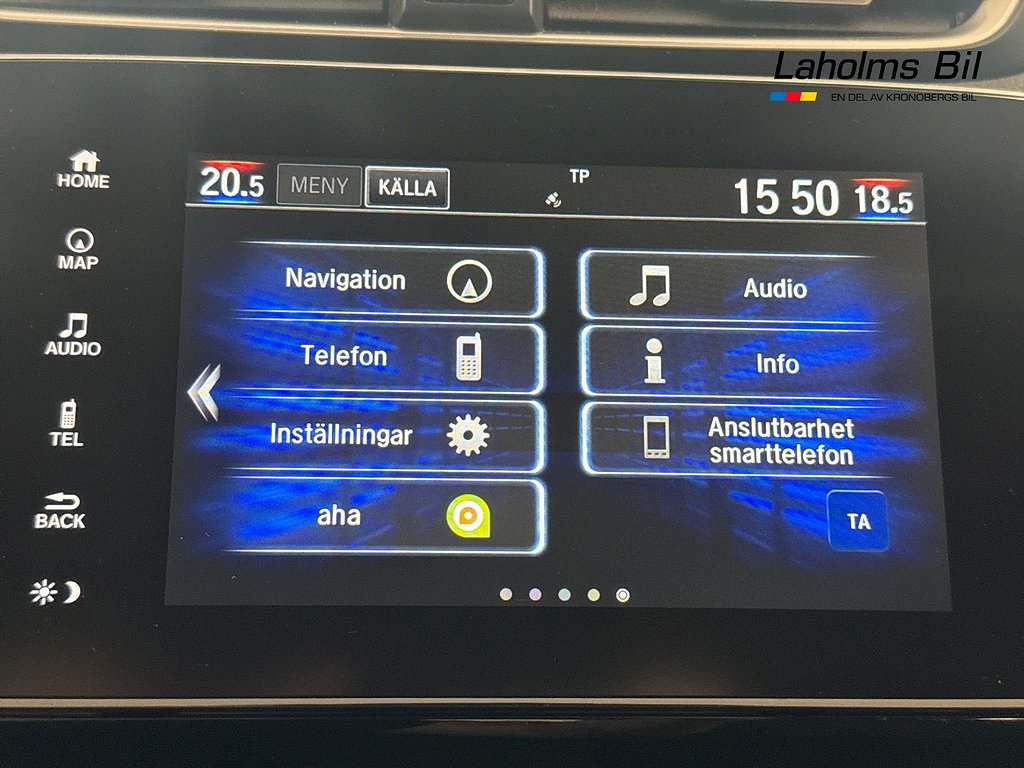 Laholms Bil
EN DEL AV KRONOBERGS BIL
HOME
MAP
AUDIO
TEL
BACK
20.5 MENY KÄLLA TP 15 50 18.5
Navigation
Audio
Telefon
Info
Inställningar
Anslutbarhet
smarttelefon
aha
TA